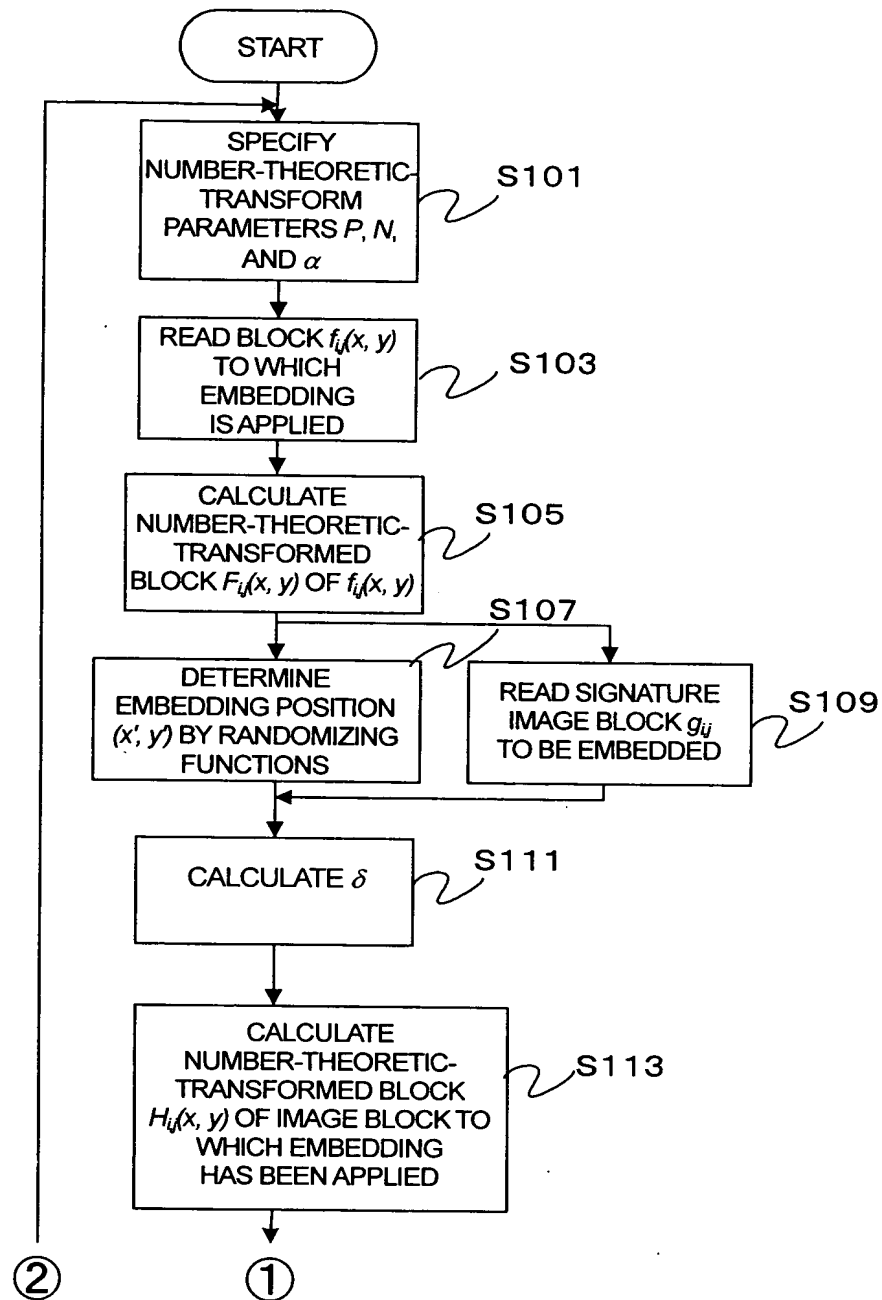 START
SPECIFY
NUMBER-THEORETIC-
TRANSFORM
PARAMETERS P, N,
AND α
S101
READ BLOCK fij(x, y)
TO WHICH
EMBEDDING
IS APPLIED
S103
CALCULATE
NUMBER-THEORETIC-
TRANSFORMED
BLOCK Fij(x, y) OF fij(x, y)
S105
S107
DETERMINE
EMBEDDING POSITION
(x', y') BY RANDOMIZING
FUNCTIONS
READ SIGNATURE
IMAGE BLOCK gij
TO BE EMBEDDED
S109
CALCULATE δ
S111
CALCULATE
NUMBER-THEORETIC-
TRANSFORMED BLOCK
Hij(x, y) OF IMAGE BLOCK TO
WHICH EMBEDDING
HAS BEEN APPLIED
S113
②
①